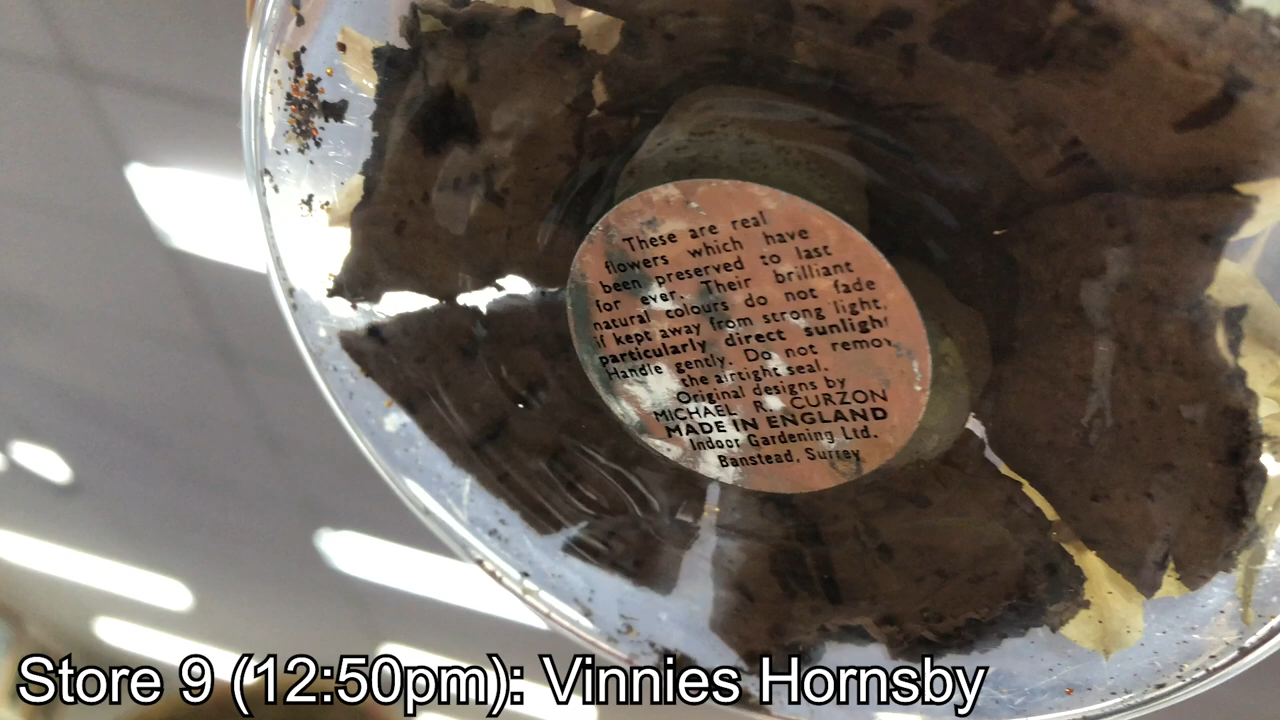 These are real
flowers which have
been preserved to last
for ever. Their brilliant
natural colours do not fade
if kept away from strong light,
particularly direct sunlight
Handle gently. Do not remov
the airtight seal.
Original designs by
MICHAEL R. CURZON
MADE IN ENGLAND
Indoor Gardening Ltd.
Banstead, Surrey
Store 9 (12:50pm): Vinnies Hornsby